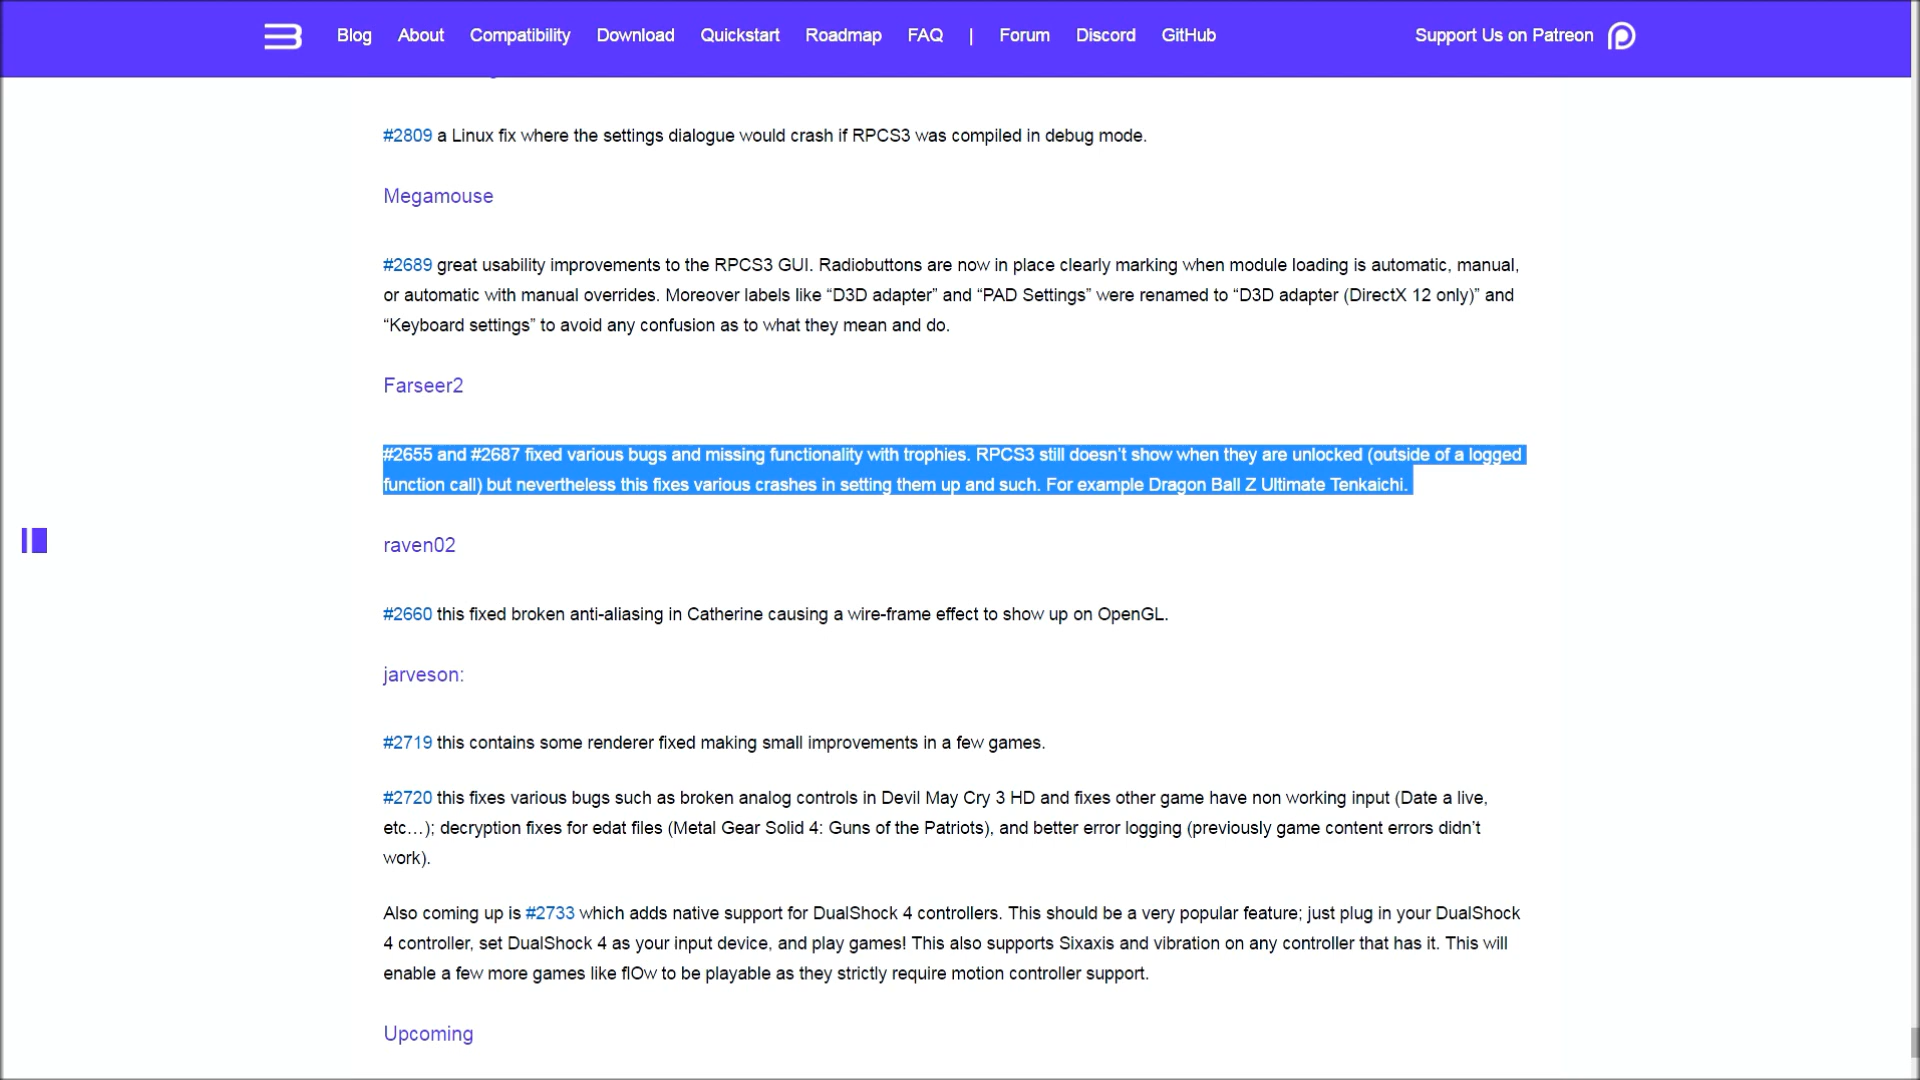 Blog About Compatibility Download Quickstart Roadmap FAQ | Forum Discord GitHub Support Us on Patreon
#2809 a Linux fix where the settings dialogue would crash if RPCS3 was compiled in debug mode.
Megamouse
#2689 great usability improvements to the RPCS3 GUI. Radiobuttons are now in place clearly marking when module loading is automatic, manual,
or automatic with manual overrides. Moreover labels like “D3D adapter” and “PAD Settings” were renamed to “D3D adapter (DirectX 12 only)” and
“Keyboard settings” to avoid any confusion as to what they mean and do.
Farseer2
#2655 and #2687 fixed various bugs and missing functionality with trophies. RPCS3 still doesn’t show when they are unlocked (outside of a logged
function call) but nevertheless this fixes various crashes in setting them up and such. For example Dragon Ball Z Ultimate Tenkaichi.
raven02
#2660 this fixed broken anti-aliasing in Catherine causing a wire-frame effect to show up on OpenGL.
jarveson:
#2719 this contains some renderer fixed making small improvements in a few games.
#2720 this fixes various bugs such as broken analog controls in Devil May Cry 3 HD and fixes other game have non working input (Date a live,
etc…); decryption fixes for edat files (Metal Gear Solid 4: Guns of the Patriots), and better error logging (previously game content errors didn’t
work).
Also coming up is #2733 which adds native support for DualShock 4 controllers. This should be a very popular feature; just plug in your DualShock
4 controller, set DualShock 4 as your input device, and play games! This also supports Sixaxis and vibration on any controller that has it. This will
enable a few more games like flOw to be playable as they strictly require motion controller support.
Upcoming